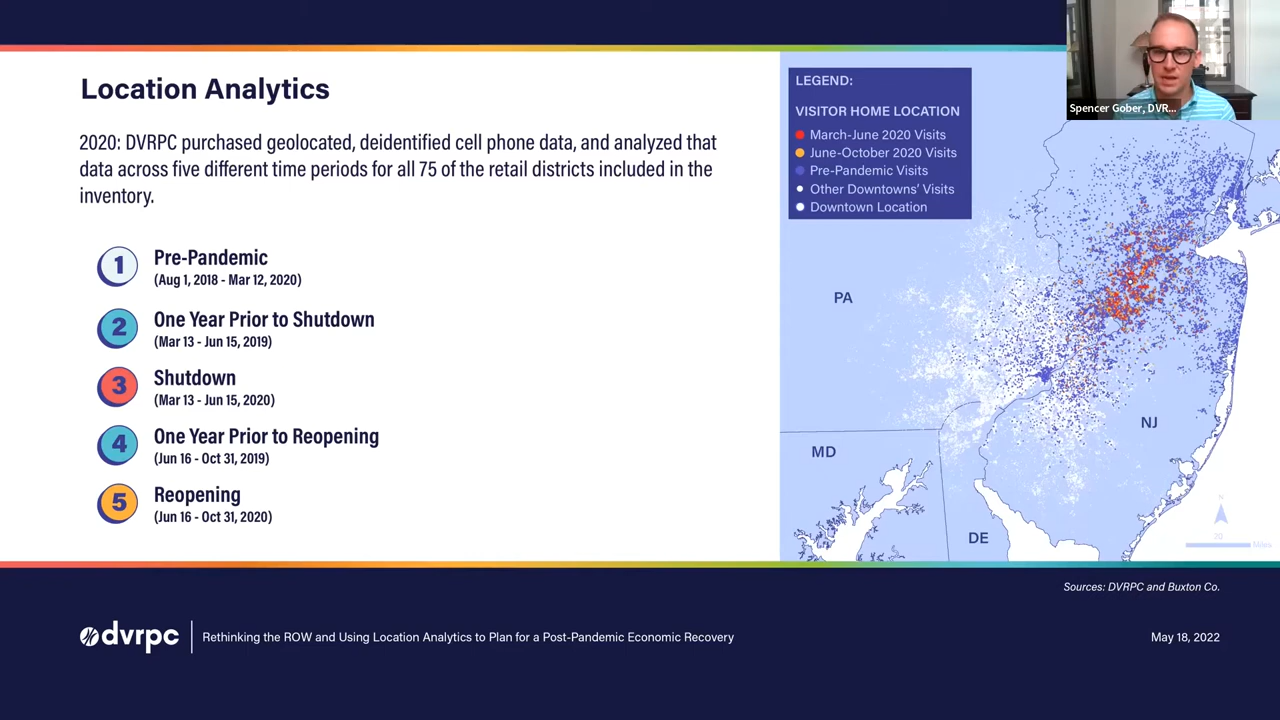 Location Analytics
2020: DVRPC purchased geolocated, deidentified cell phone data, and analyzed that
data across five different time periods for all 75 of the retail districts included in the
inventory.
1 Pre-Pandemic
(Aug 1, 2018 - Mar 12, 2020)
2 One Year Prior to Shutdown
(Mar 13 - Jun 15, 2019)
3 Shutdown
(Mar 13 - Jun 15, 2020)
4 One Year Prior to Reopening
(Jun 16 - Oct 31, 2019)
5 Reopening
(Jun 16 - Oct 31, 2020)
LEGEND:
VISITOR HOME LOCATION
March-June 2020 Visits
June-October 2020 Visits
Pre-Pandemic Visits
Other Downtowns' Visits
Downtown Location
Spencer Gober, DVR...
PA
NJ
MD
DE
N
20
Miles
Sources: DVRPC and Buxton Co.
dvrpc
Rethinking the ROW and Using Location Analytics to Plan for a Post-Pandemic Economic Recovery
May 18, 2022